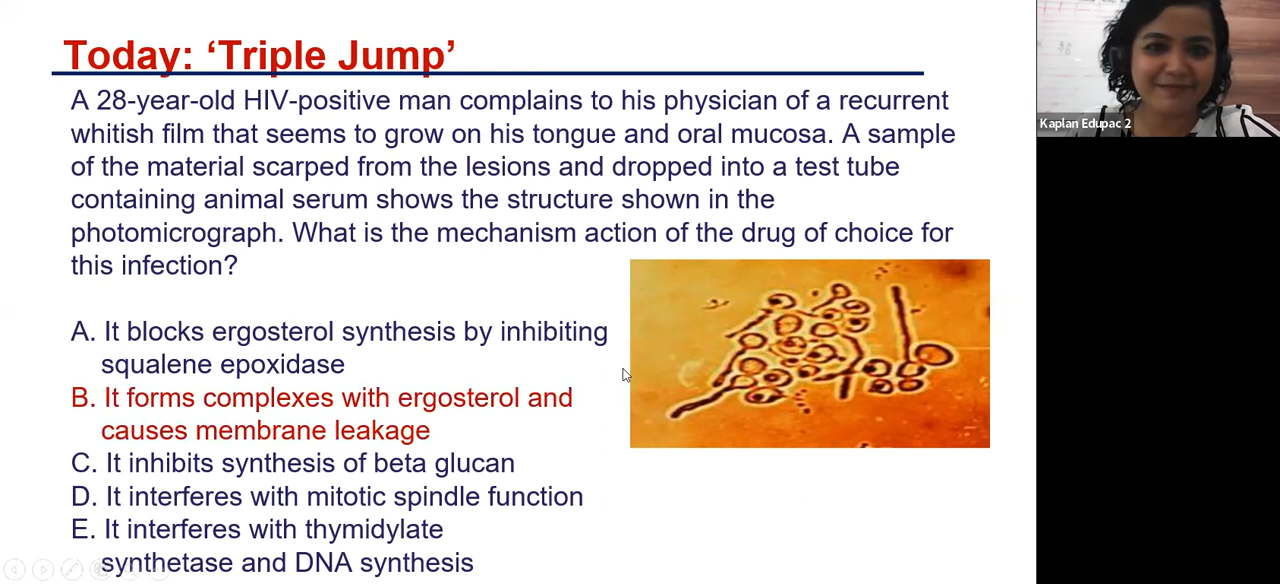 Today: ‘Triple Jump’
A 28-year-old HIV-positive man complains to his physician of a recurrent
whitish film that seems to grow on his tongue and oral mucosa. A sample
of the material scarped from the lesions and dropped into a test tube
containing animal serum shows the structure shown in the
photomicrograph. What is the mechanism action of the drug of choice for
this infection?
A. It blocks ergosterol synthesis by inhibiting
squalene epoxidase
B. It forms complexes with ergosterol and
causes membrane leakage
C. It inhibits synthesis of beta glucan
D. It interferes with mitotic spindle function
E. It interferes with thymidylate
synthetase and DNA synthesis
Kaplan Edupac 2